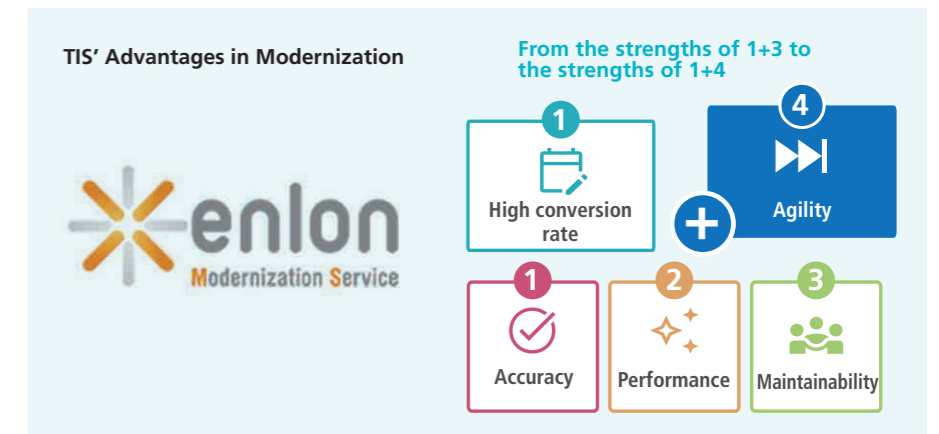 TIS’ Advantages in Modernization
From the strengths of 1+3 to
the strengths of 1+4
Xenlon
Modernization Service
1
High conversion
rate
4
Agility
1
Accuracy
2
Performance
3
Maintainability